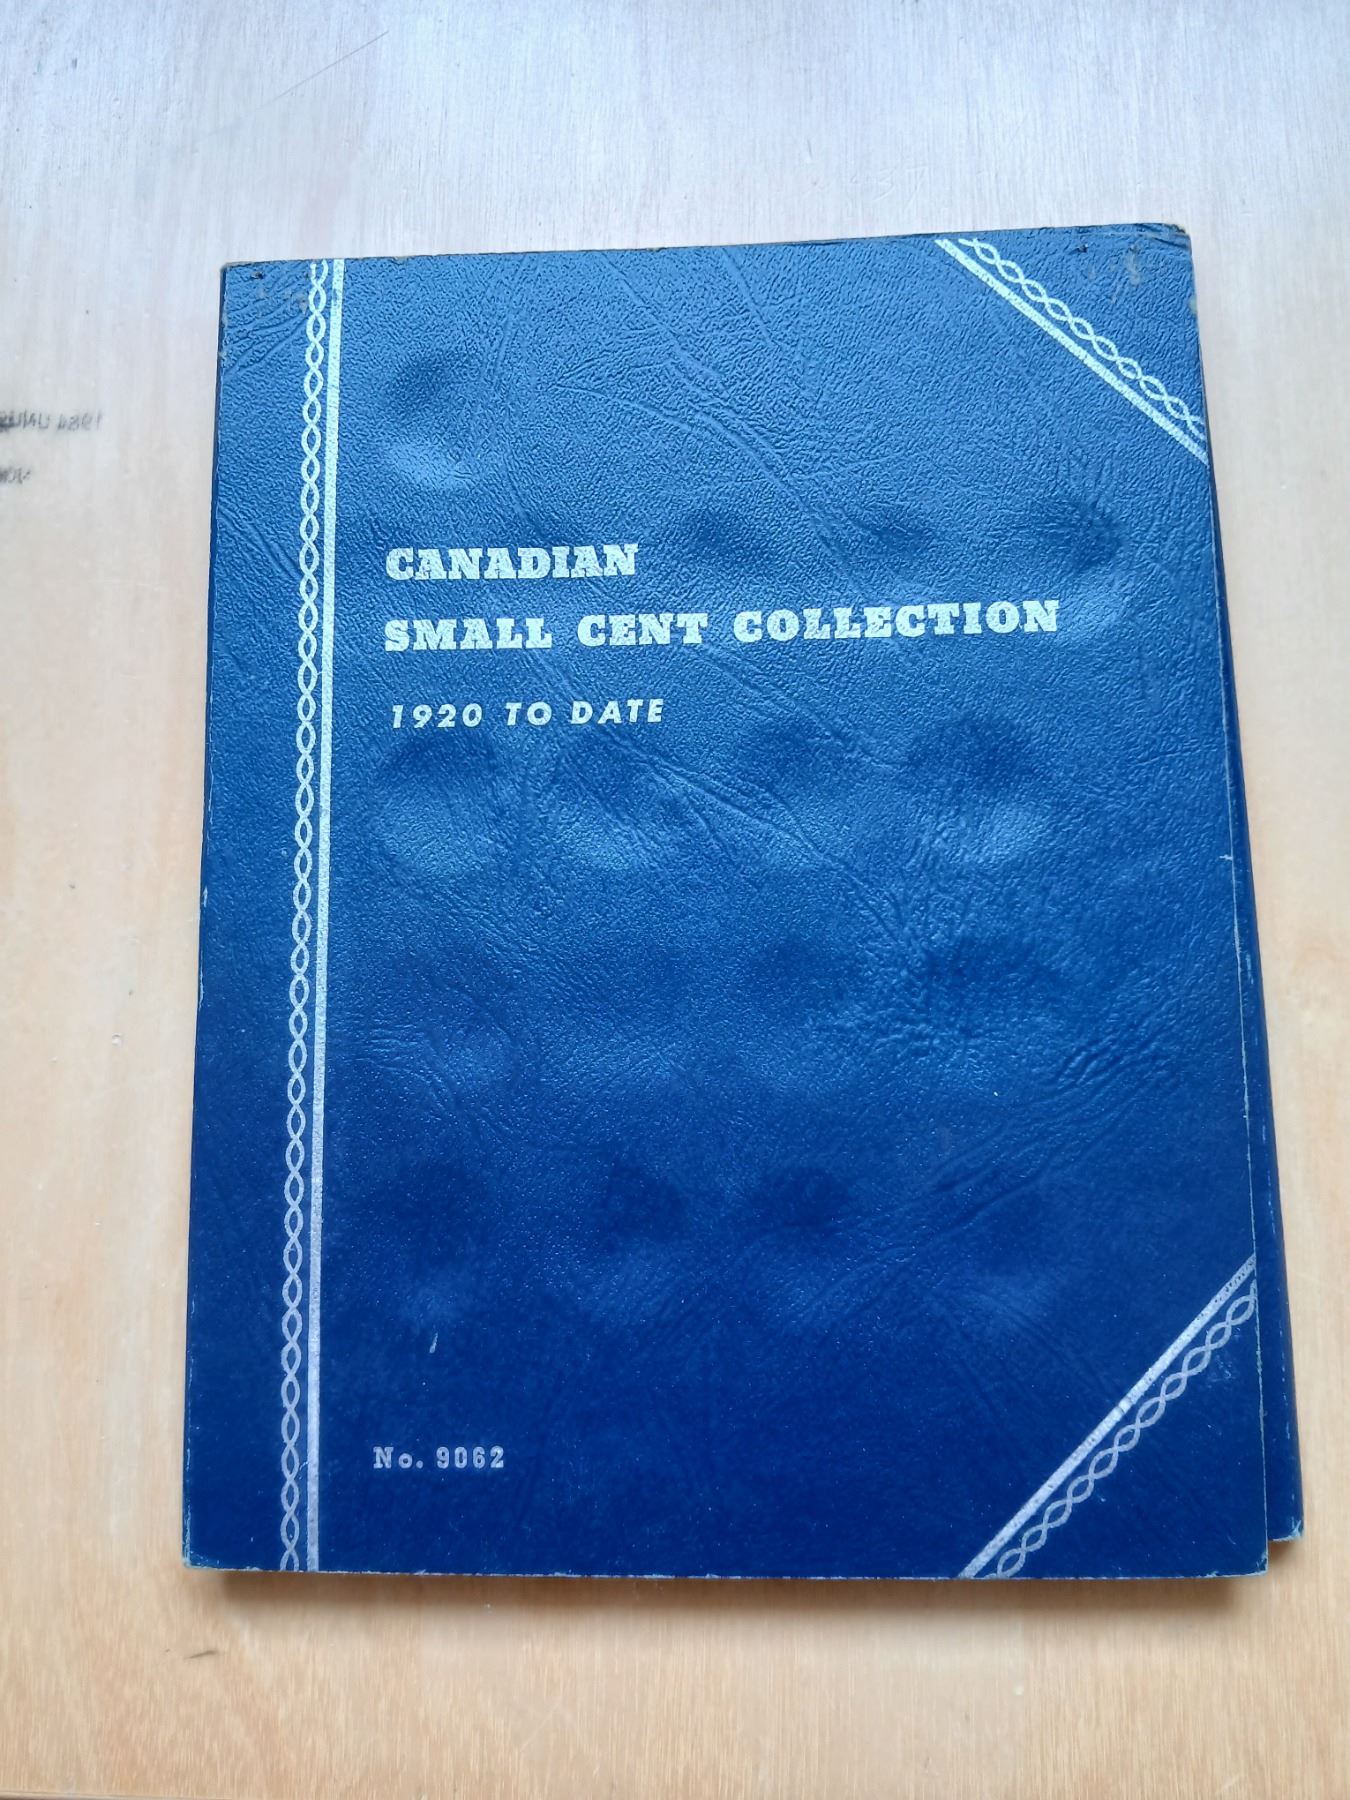 CANADIAN
SMALL CENT COLLECTION
1920 TO DATE
No. 9062